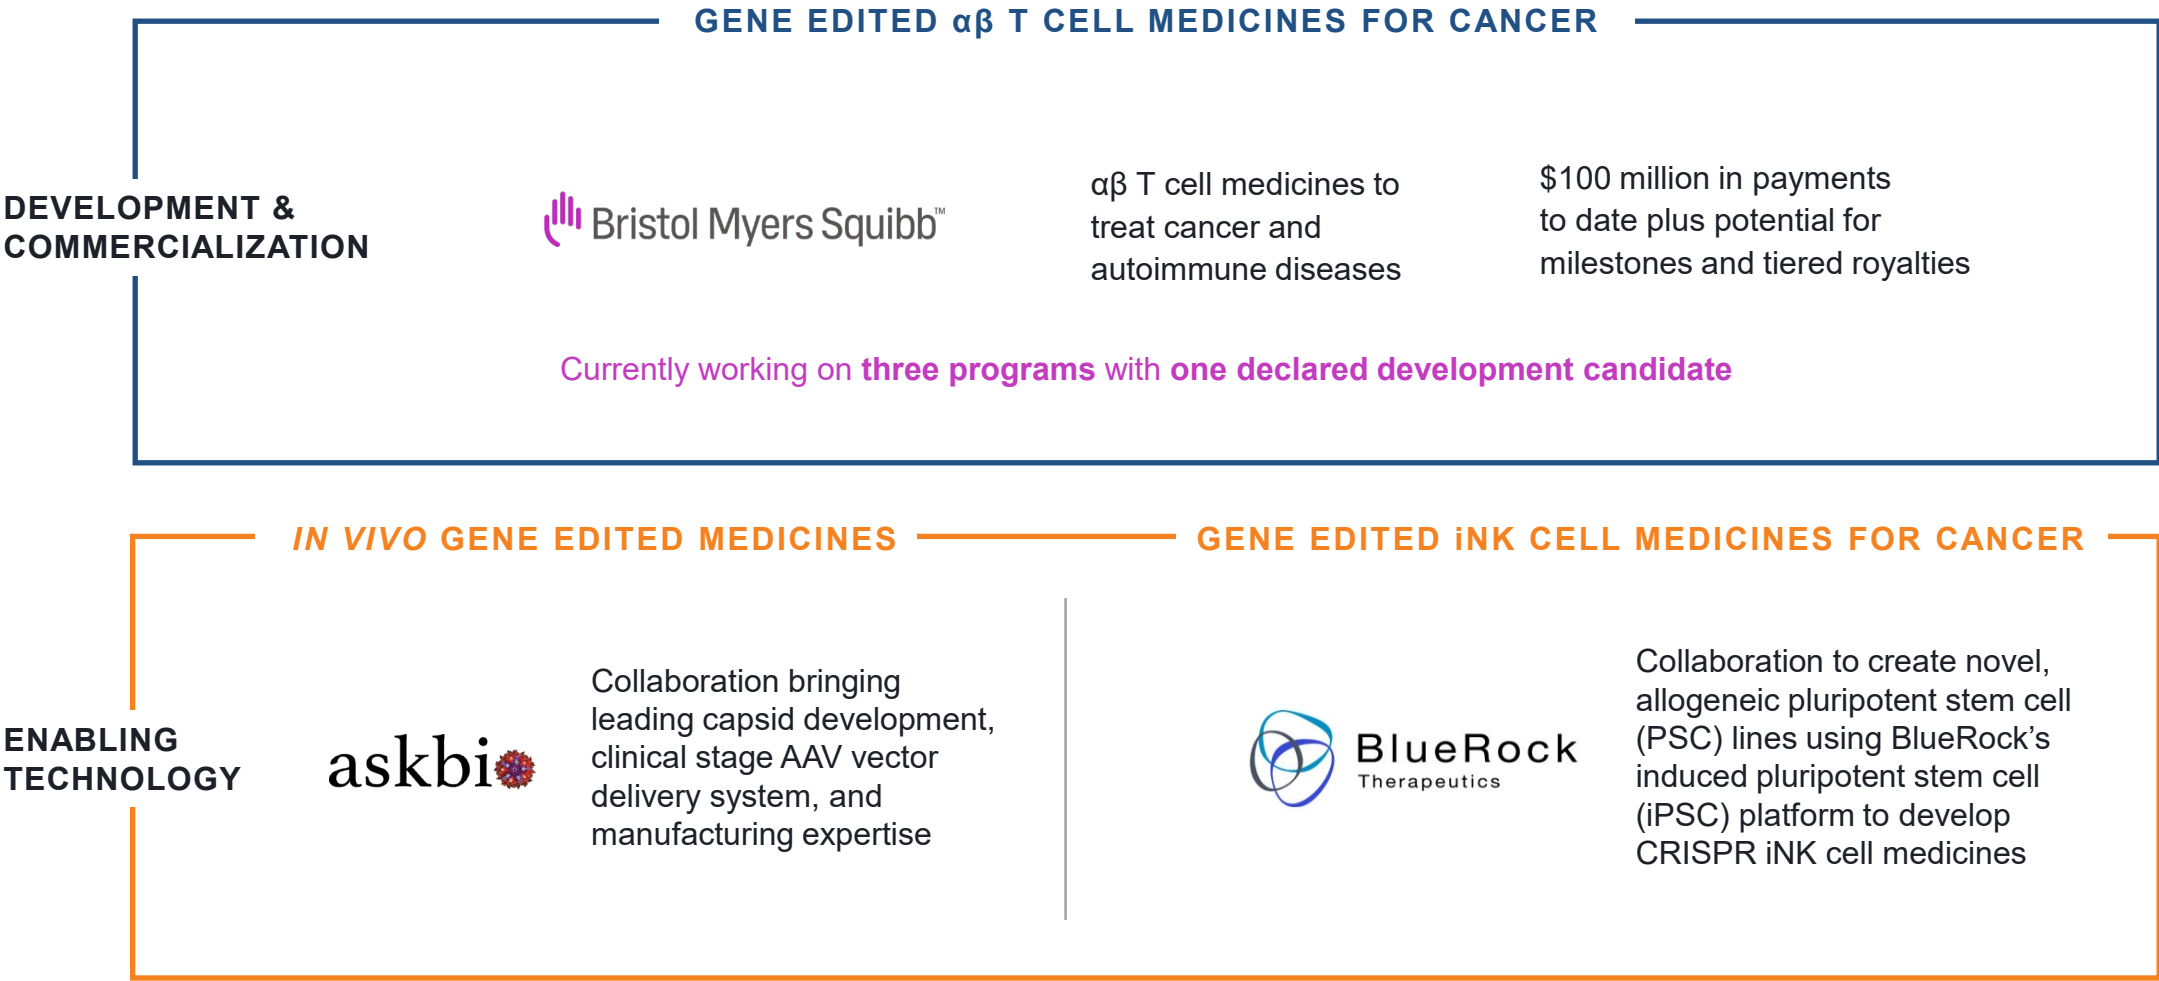 GENE EDITED αβ T CELL MEDICINES FOR CANCER
DEVELOPMENT &
COMMERCIALIZATION
Bristol Myers Squibb™
αβ T cell medicines to
treat cancer and
autoimmune diseases
$100 million in payments
to date plus potential for
milestones and tiered royalties
Currently working on three programs with one declared development candidate
IN VIVO GENE EDITED MEDICINES
GENE EDITED iNK CELL MEDICINES FOR CANCER
ENABLING
TECHNOLOGY
askbio
Collaboration bringing
leading capsid development,
clinical stage AAV vector
delivery system, and
manufacturing expertise
BlueRock
Therapeutics
Collaboration to create novel,
allogeneic pluripotent stem cell
(PSC) lines using BlueRock’s
induced pluripotent stem cell
(iPSC) platform to develop
CRISPR iNK cell medicines